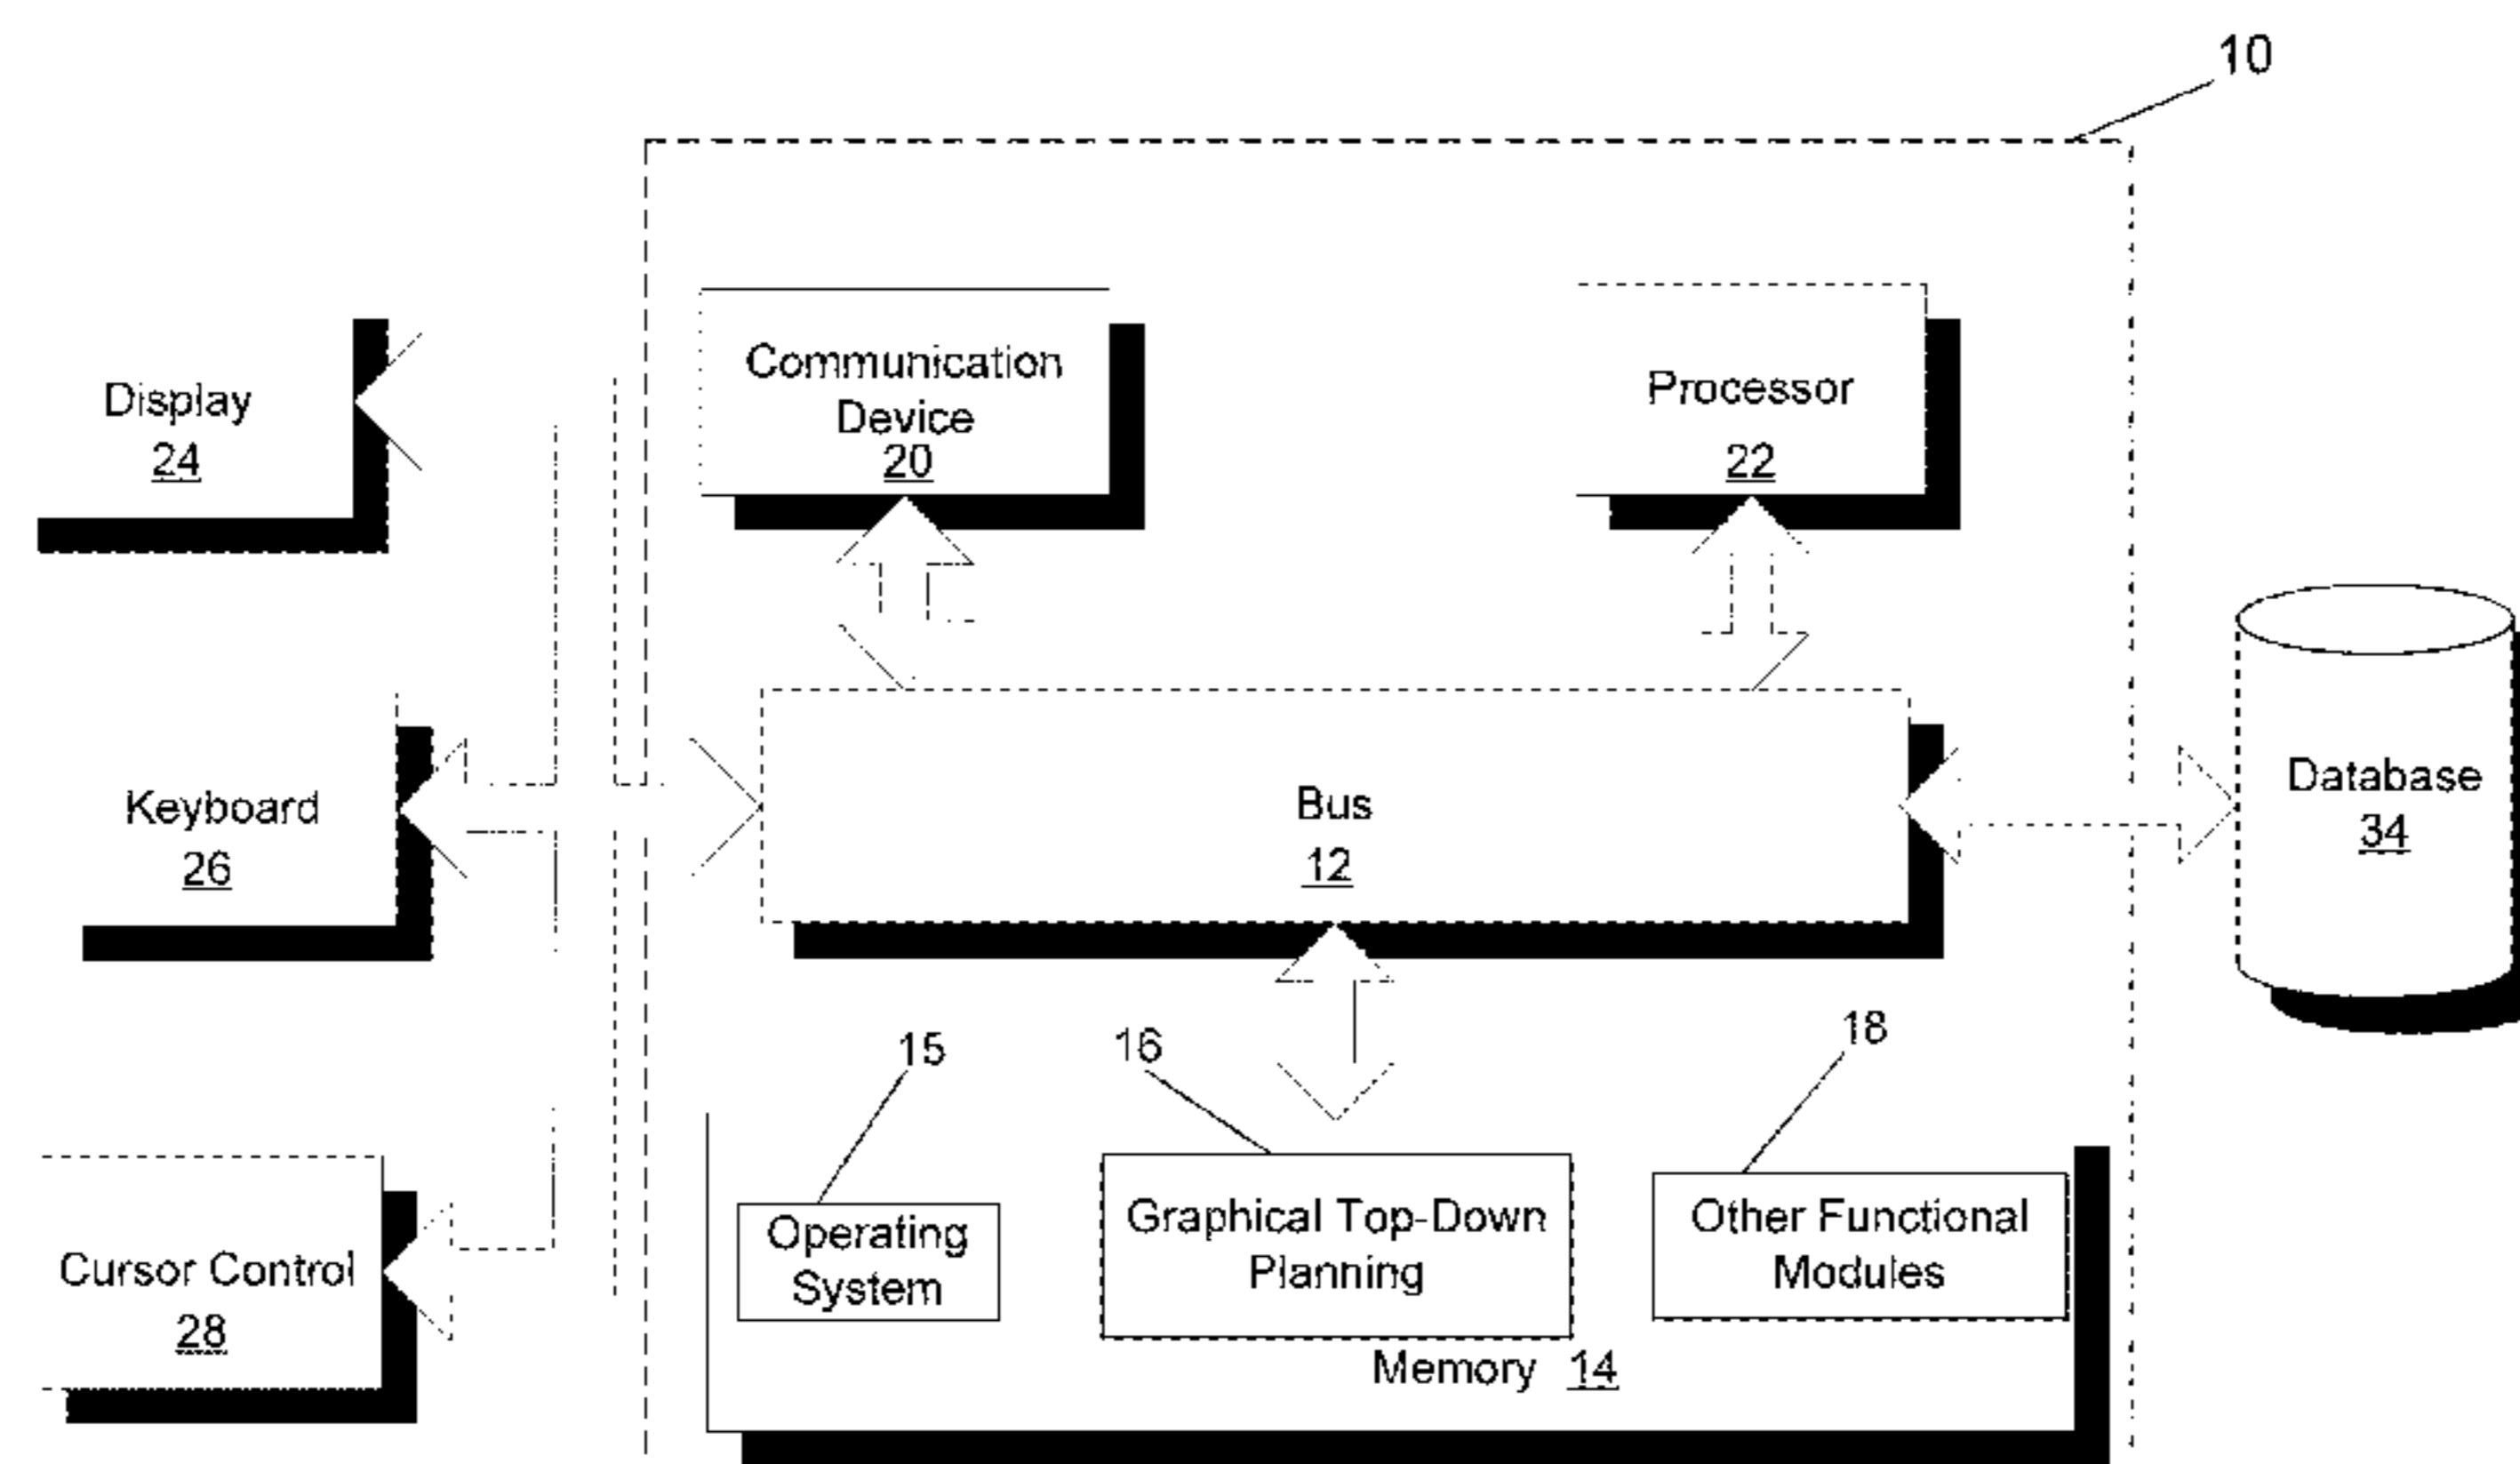 10
Communication
Device
20
Processor
22
Display
24
Database
34
Keyboard
26
Bus
12
15
16
18
Operating
System
Graphical Top-Down
Planning
Other Functional
Modules
Cursor Control
28
Memory 14